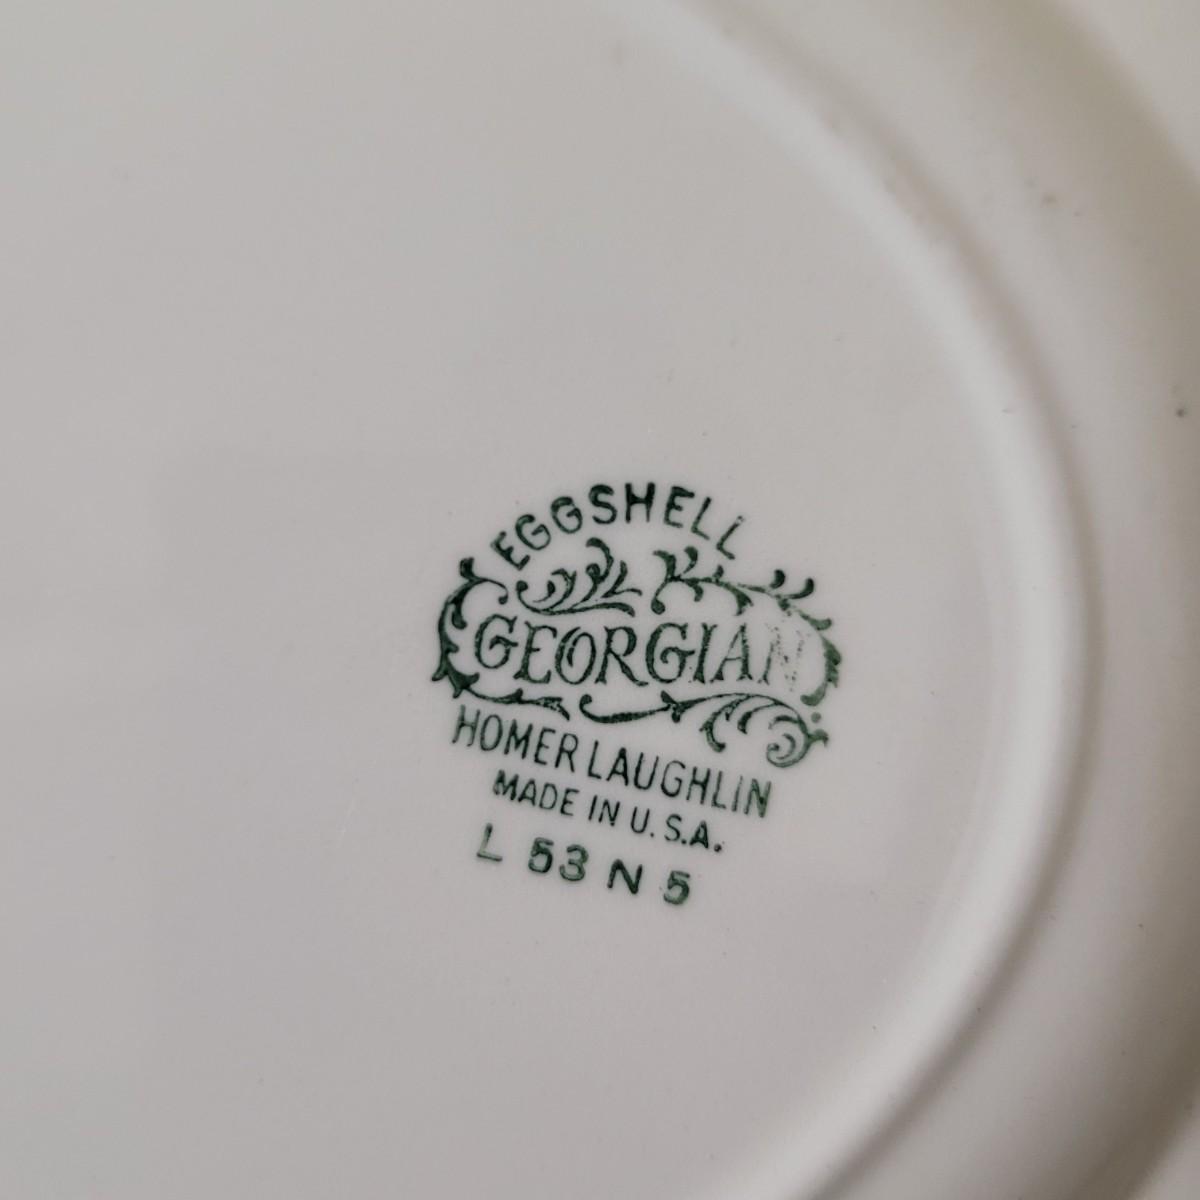 EGGSHELL
GEORGIAN
HOMER LAUGHLIN
MADE IN U.S.A.
L 53 N 5